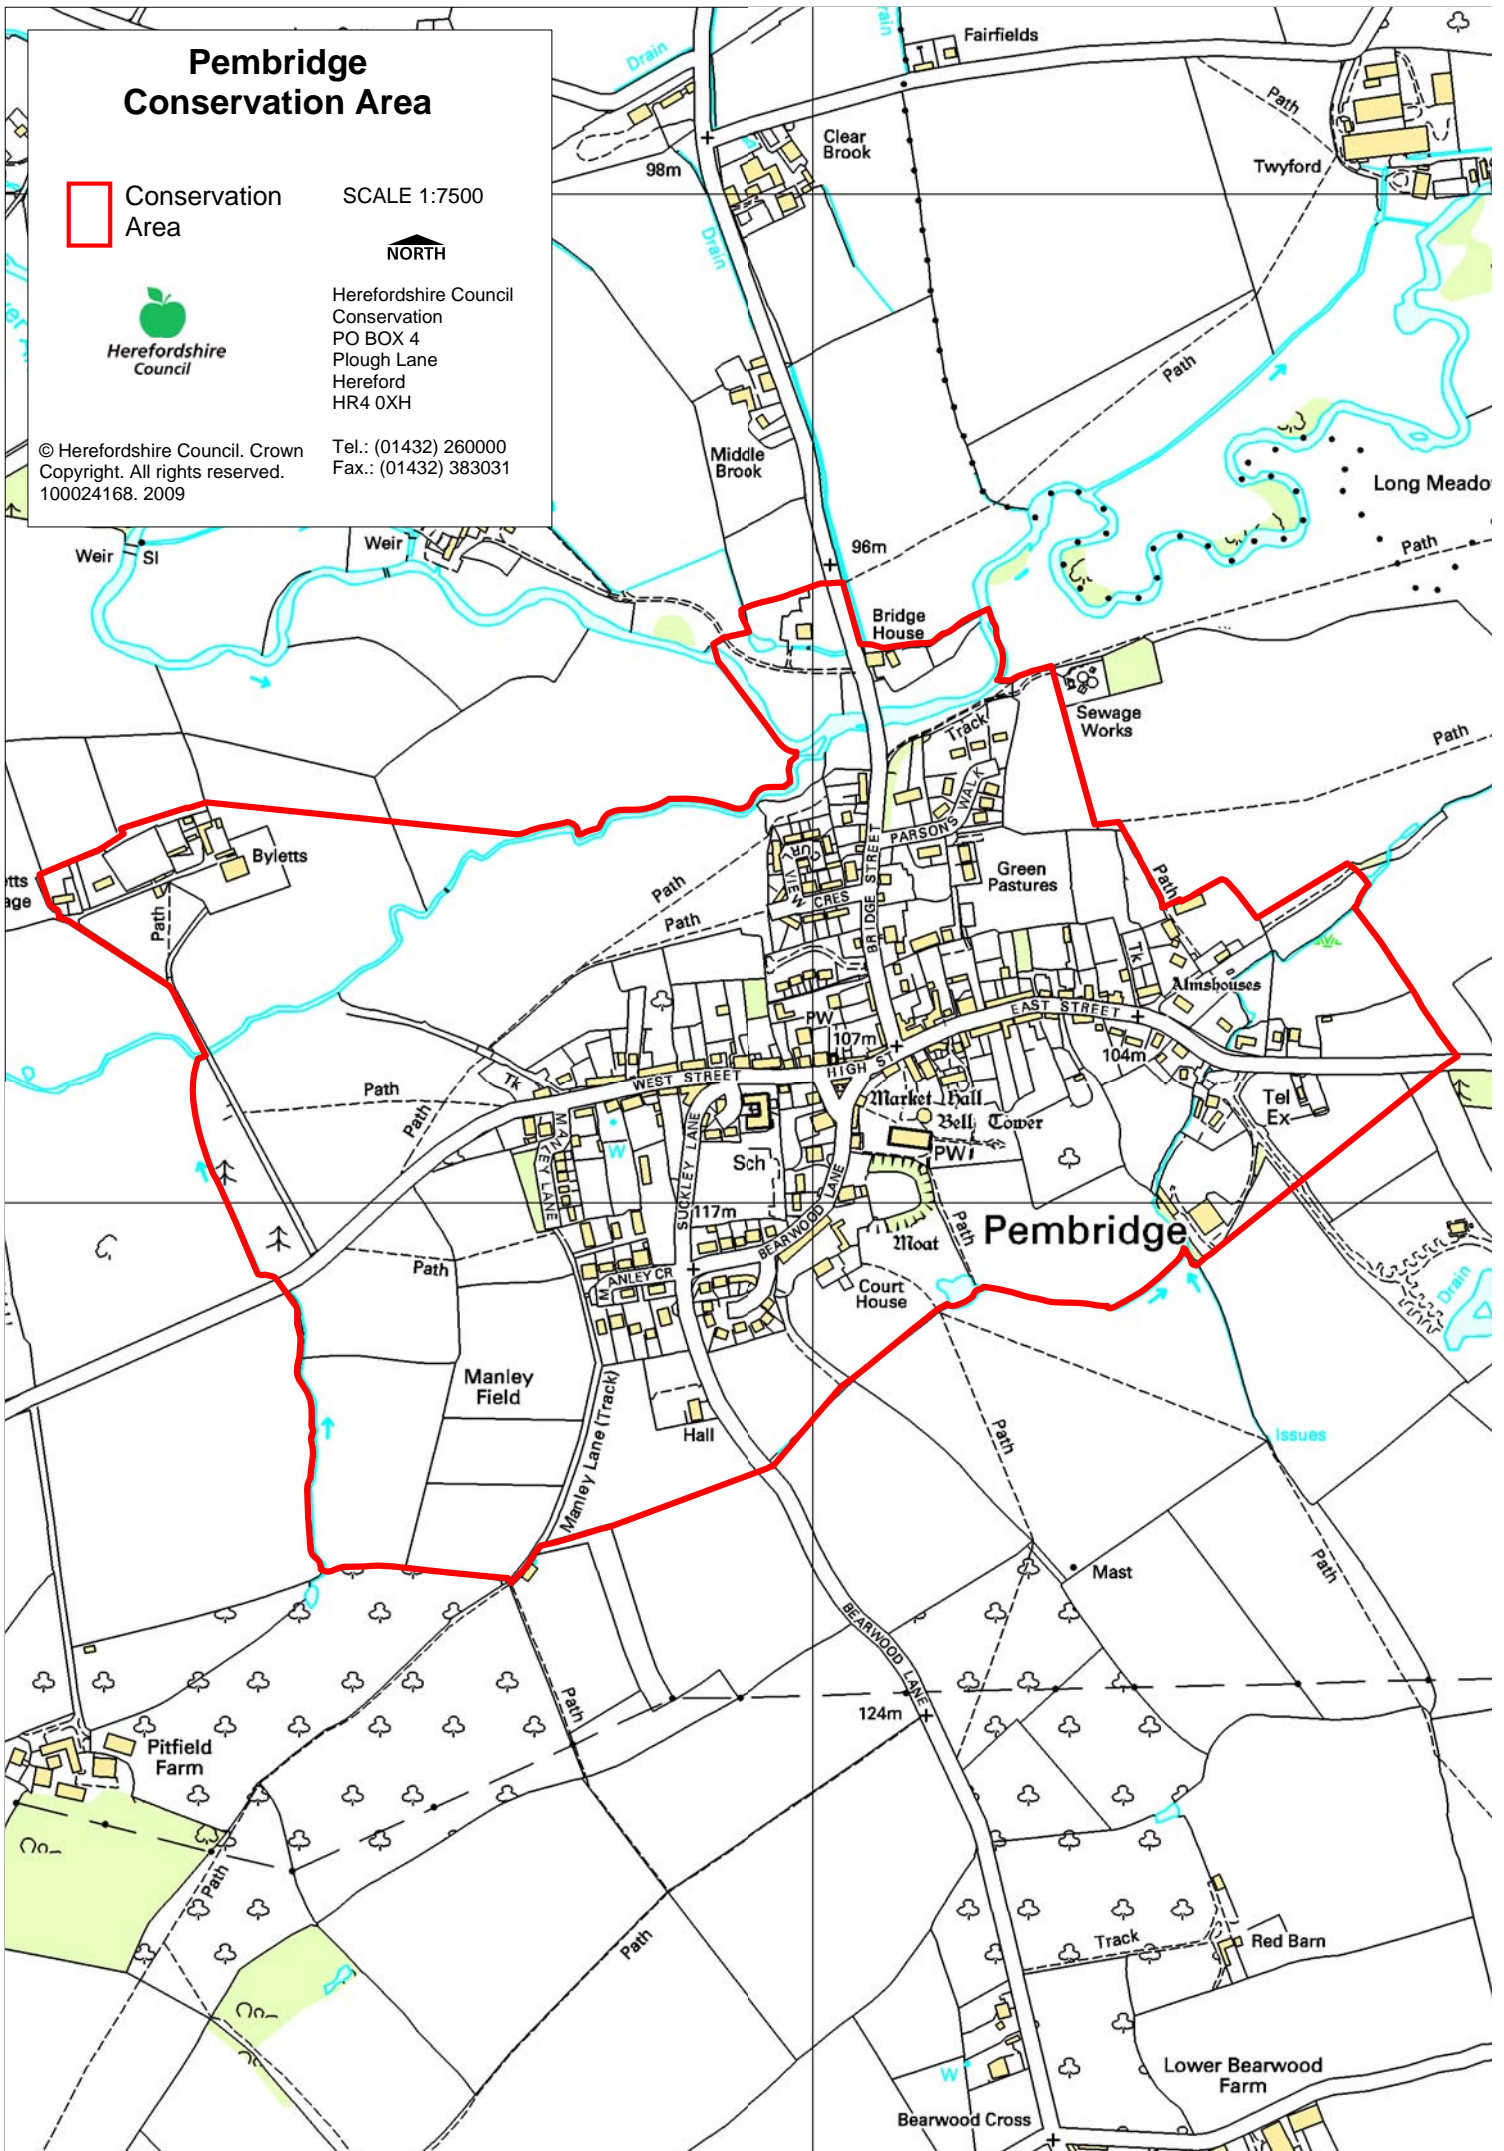 Pembridge
Conservation Area
Conservation
Area
SCALE 1:7500
NORTH
Herefordshire
Council
Herefordshire Council
Conservation
PO BOX 4
Plough Lane
Hereford
HR4 0XH
© Herefordshire Council. Crown
Copyright. All rights reserved.
100024168. 2009
Tel.: (01432) 260000
Fax.: (01432) 383031
Drain
Fairfields
Clear
Brook
98m
Drain
Path
Twyford
Path
Middle
Brook
Long Meado
Weir
SI
Weir
96m
Path
Bridge
House
Sewage
Works
Track
Path
PARSONS WALK
CURL VIEW
CRES
BRIDGE STREET
Green
Pastures
Byletts
Path
Path
Path
Path
Tk
Almshouses
PW
107m
EAST STREET
104m
HIGH ST
WEST STREET
Tk
Path
Path
Market Hall
Bell Tower
PW
Tel
Ex
MANLEY LANE
W
Sch
SUCKLEY LANE
117m
BEARWOOD LANE
Moat
Path
Pembridge
Path
MANLEY CR
Court
House
Drain
Manley
Field
Manley Lane (Track)
Hall
Path
Issues
Mast
Path
BEARWOOD LANE
Path
124m
Pitfield
Farm
Path
Path
Track
Red Barn
W
Lower Bearwood
Farm
Bearwood Cross